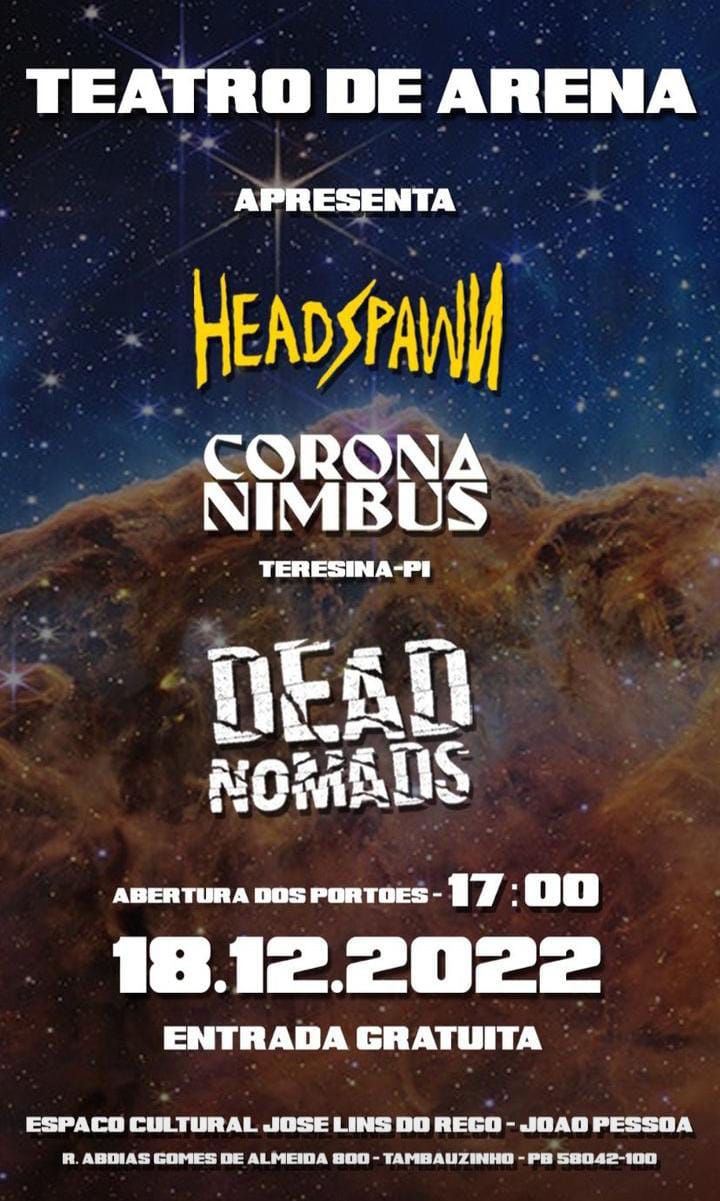 TEATRO DE ARENA
APRESENTA
HEADSPAWN
CORONA
NIMBUS
TERESINA-PI
DEAD
NOMADS
ABERTURA DOS PORTOES - 17:00
18.12.2022
ENTRADA GRATUITA
ESPACO CULTURAL JOSE LINS DO REGO - JOAO PESSOA
R. ABDIAS GOMES DE ALMEIDA 800 - TAMBAUZINHO - PB 58042-100